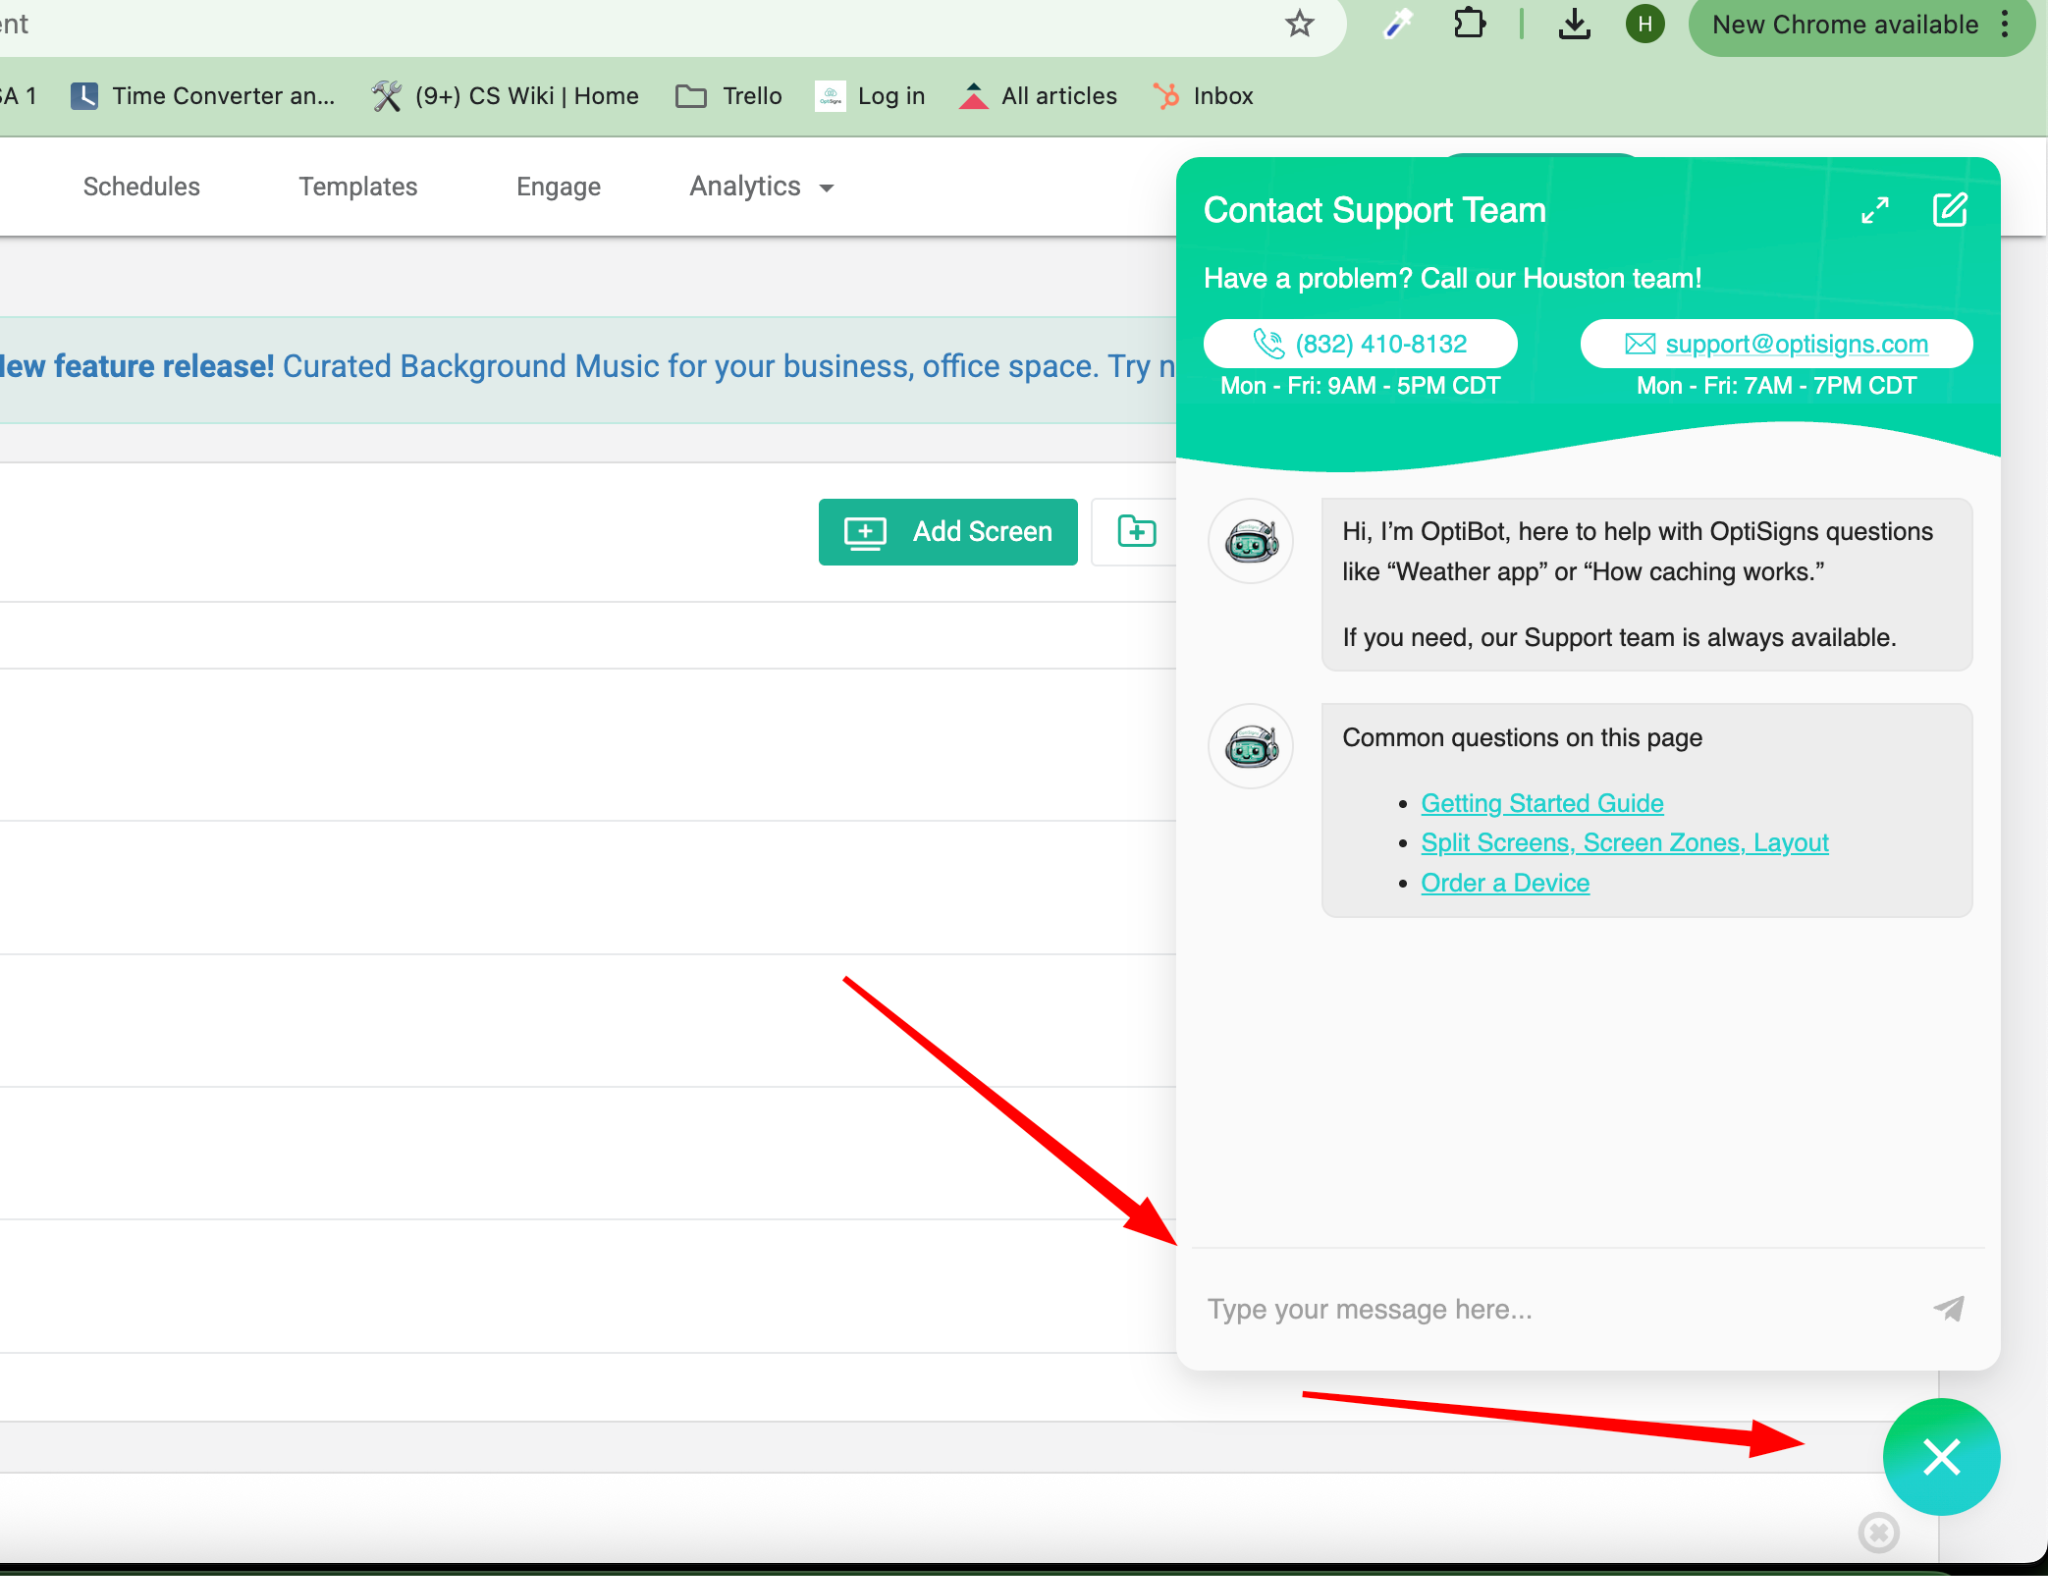 ent
H
New Chrome available
SA 1
Time Converter an...
(9+) CS Wiki | Home
Trello
Log in
All articles
Inbox
Schedules
Templates
Engage
Analytics
Contact Support Team
Have a problem? Call our Houston team!
(832) 410-8132
support@optisigns.com
Mon - Fri: 9AM - 5PM CDT
Mon - Fri: 7AM - 7PM CDT
New feature release! Curated Background Music for your business, office space. Try n
Add Screen
Hi, I’m OptiBot, here to help with OptiSigns questions
like “Weather app” or “How caching works.”
If you need, our Support team is always available.
Common questions on this page
• Getting Started Guide
• Split Screens, Screen Zones, Layout
• Order a Device
Type your message here...